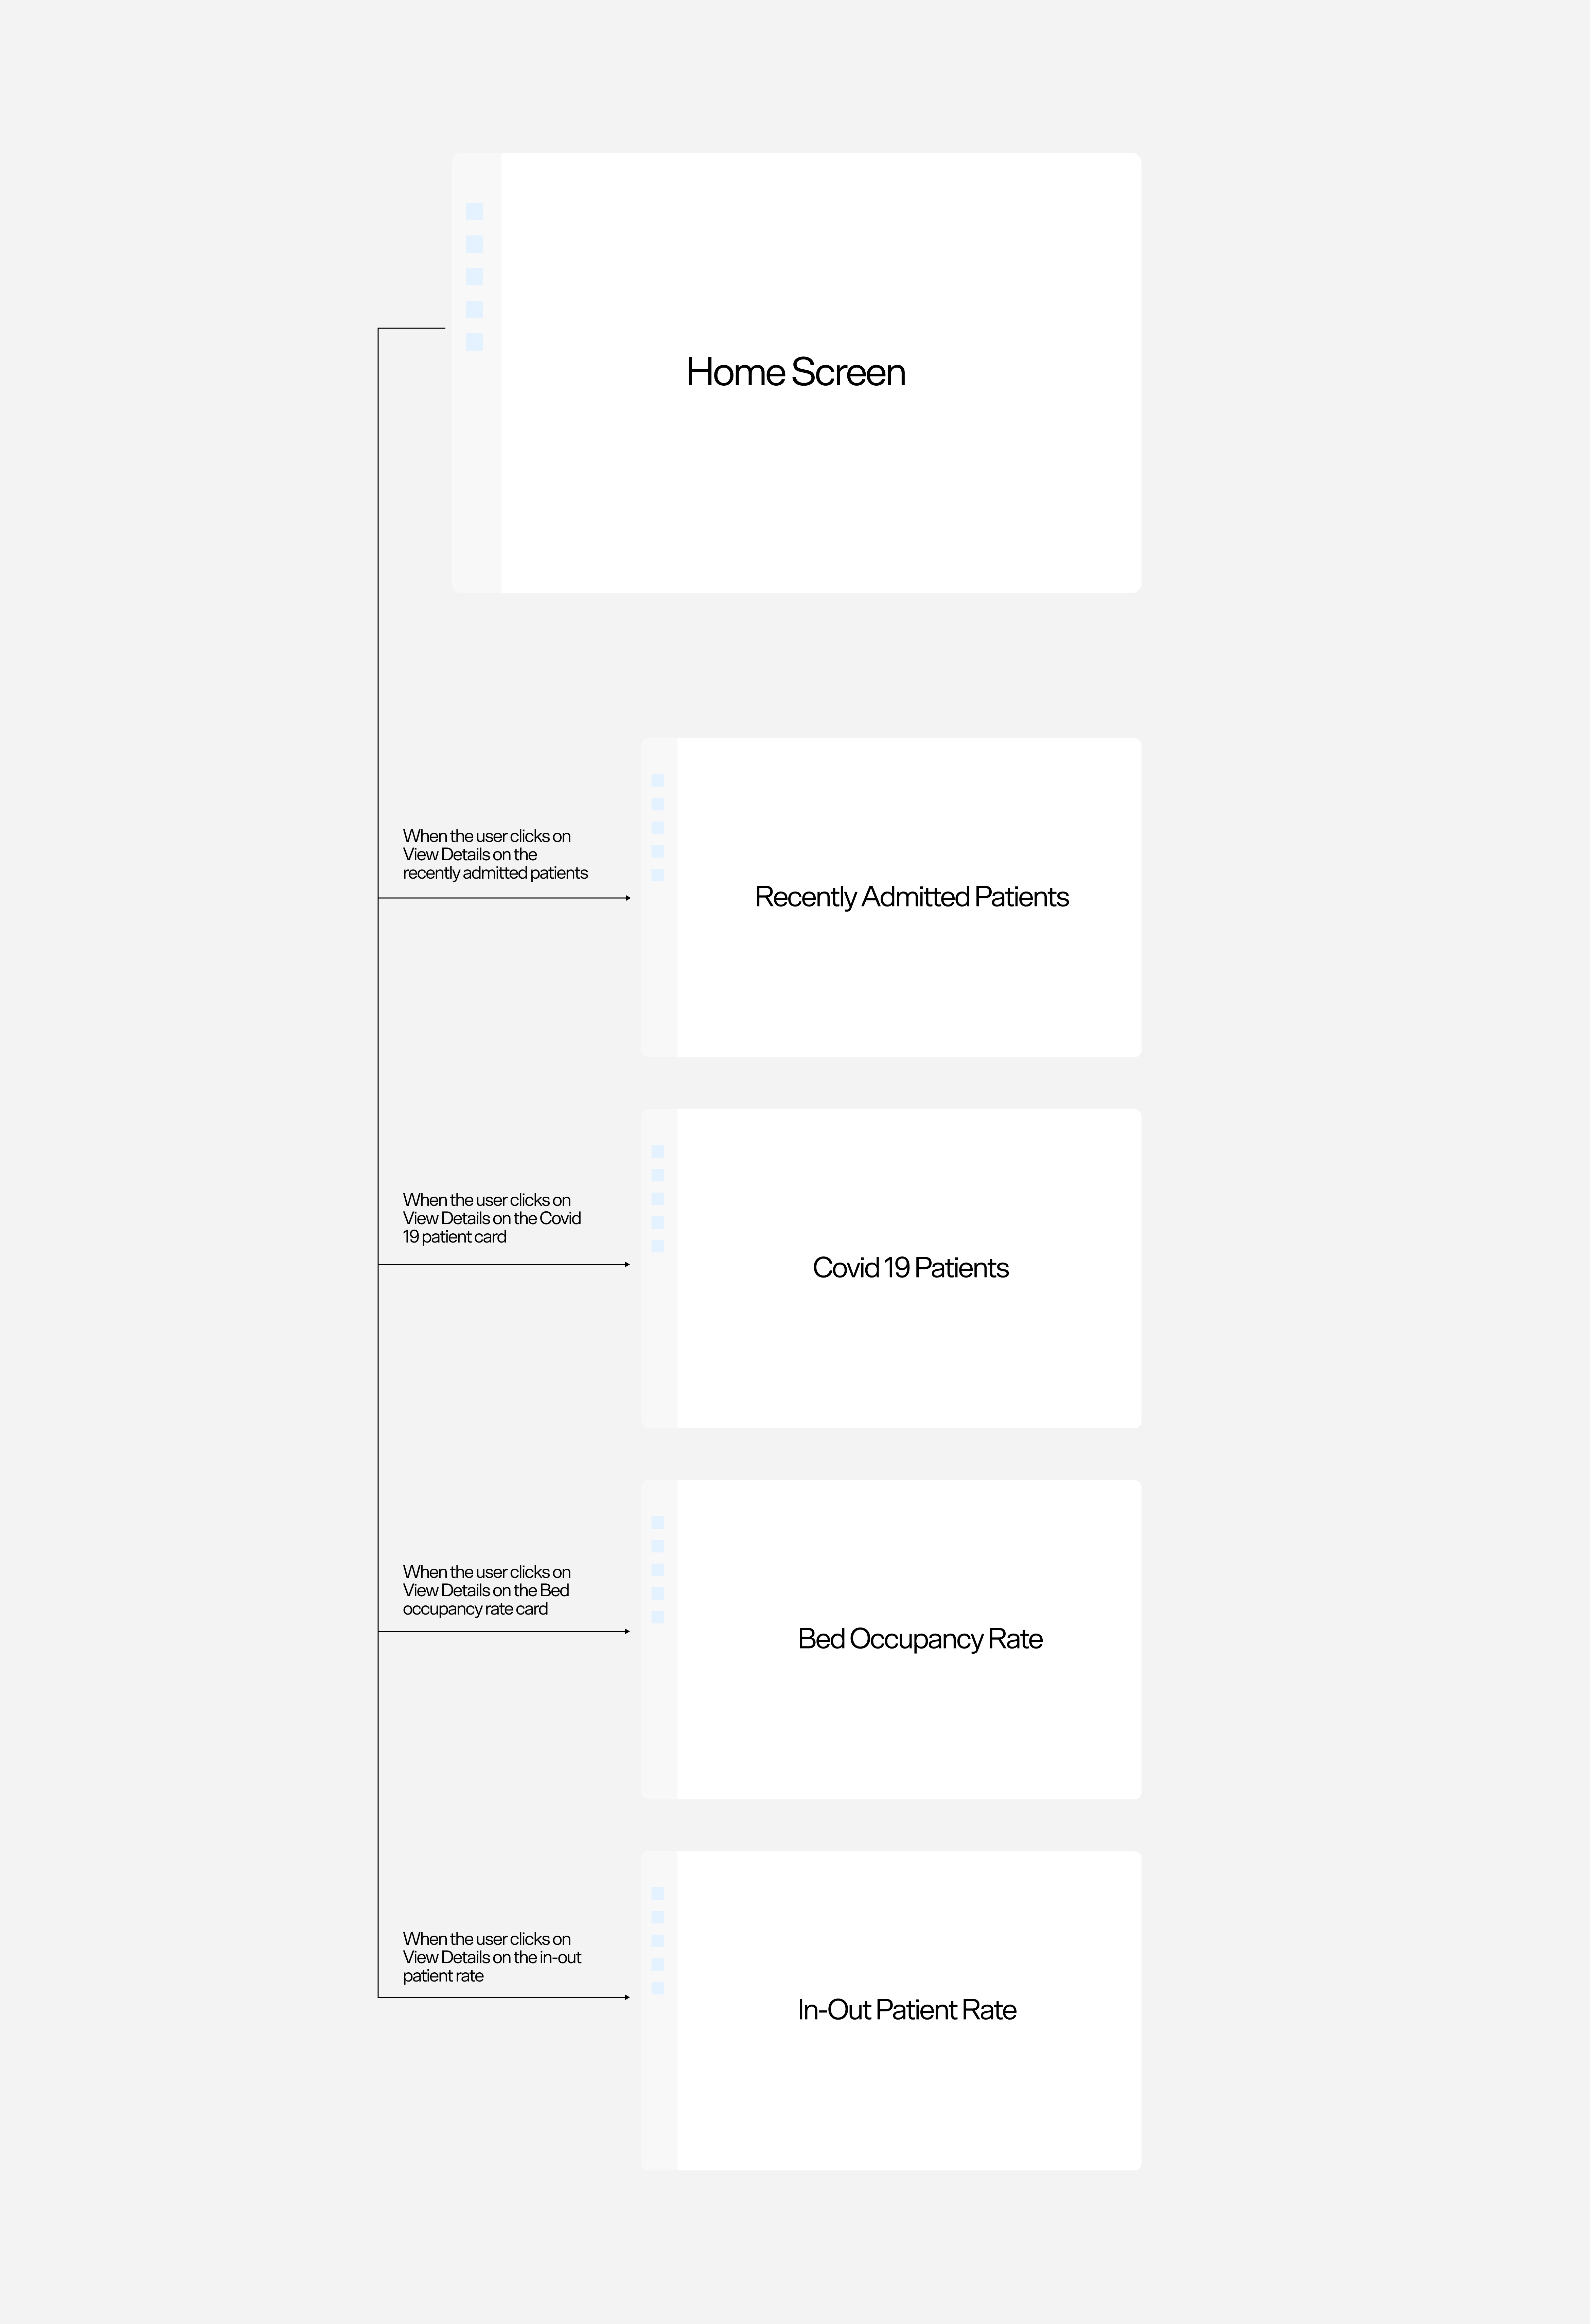 Home Screen
When the user clicks on
View Details on the
recently admitted patients
Recently Admitted Patients
When the user clicks on
View Details on the Covid
19 patient card
Covid 19 Patients
When the user clicks on
View Details on the Bed
occupancy rate card
Bed Occupancy Rate
When the user clicks on
View Details on the in-out
patient rate
In-Out Patient Rate